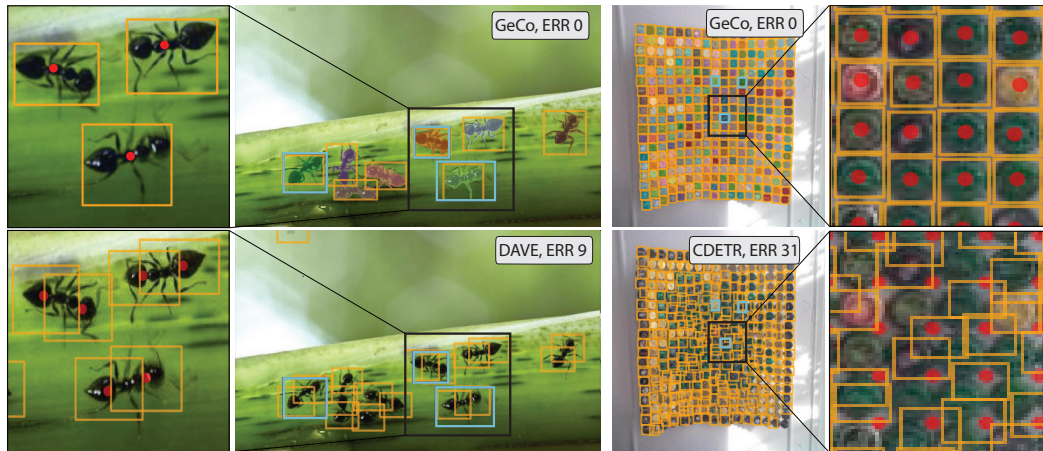 GeCo, ERR 0
GeCo, ERR 0
DAVE, ERR 9
CDETR, ERR 31